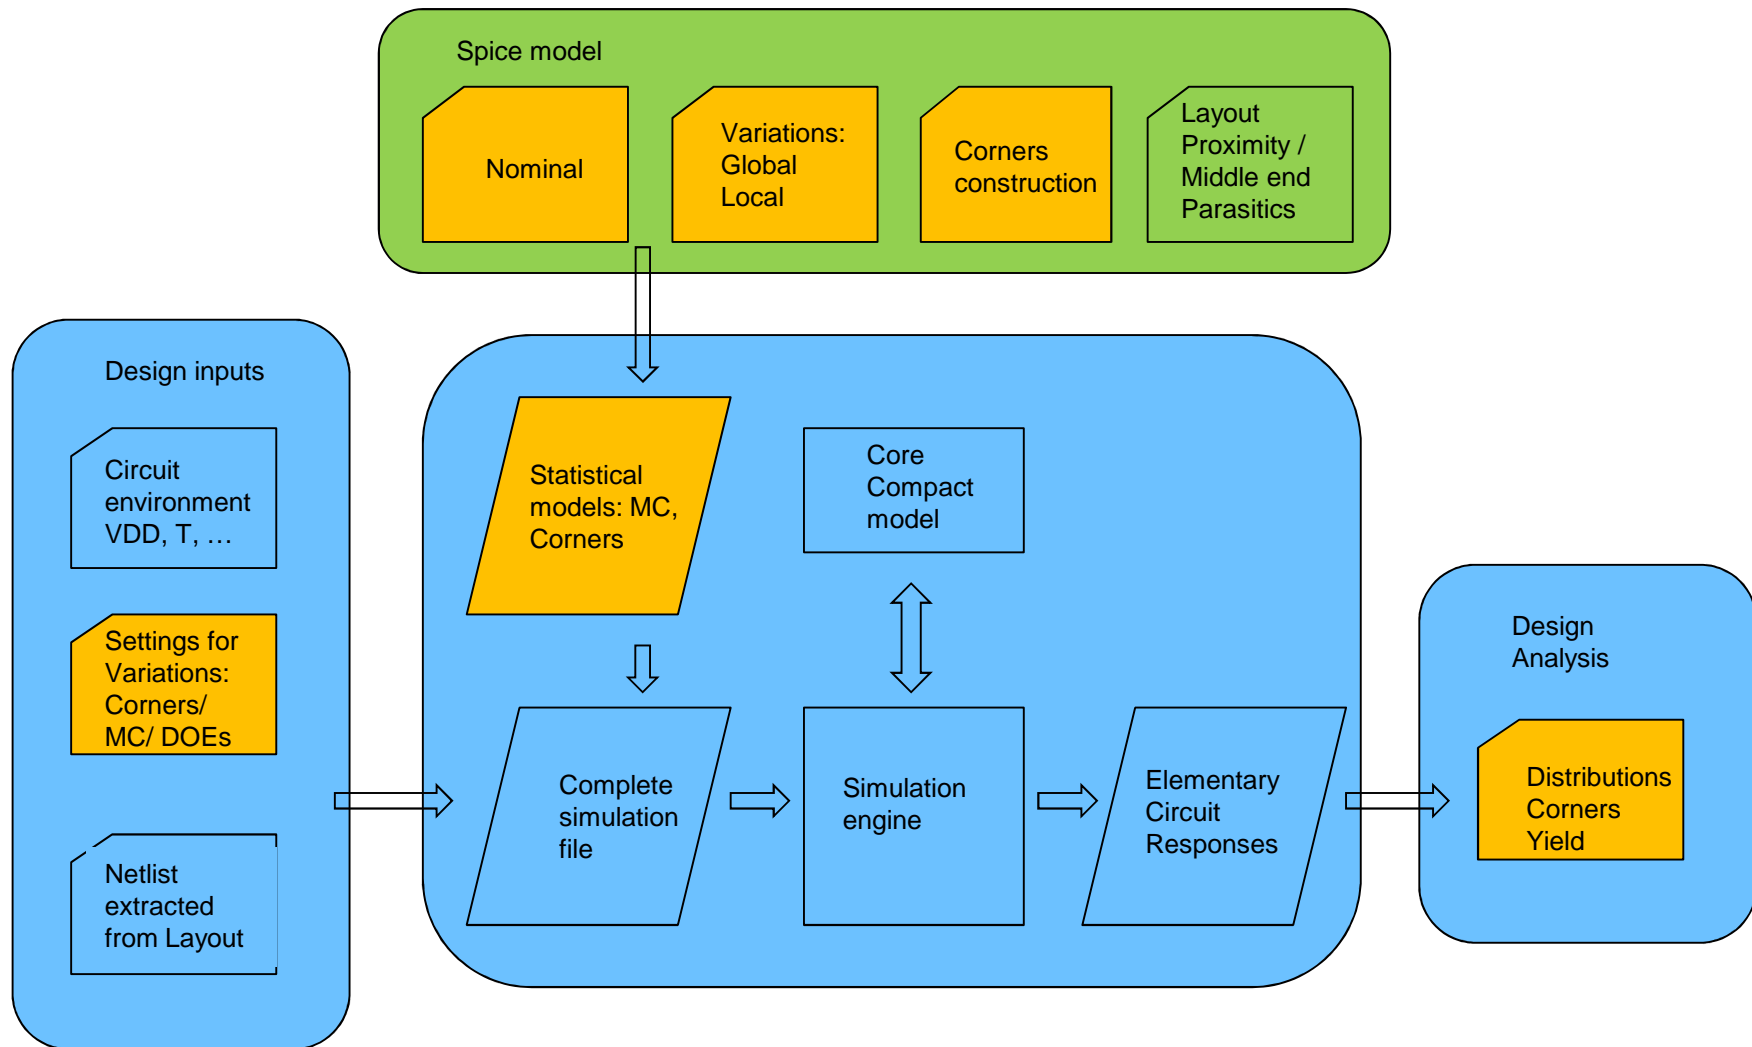 Spice model
Nominal
Variations:
Global
Local
Corners
construction
Layout
Proximity /
Middle end
Parasitics
Design inputs
Circuit
environment
VDD, T, …
Settings for
Variations:
Corners/
MC/ DOEs
Netlist
extracted
from Layout
Statistical
models: MC,
Corners
Core
Compact
model
Complete
simulation
file
Simulation
engine
Elementary
Circuit
Responses
Design
Analysis
Distributions
Corners
Yield